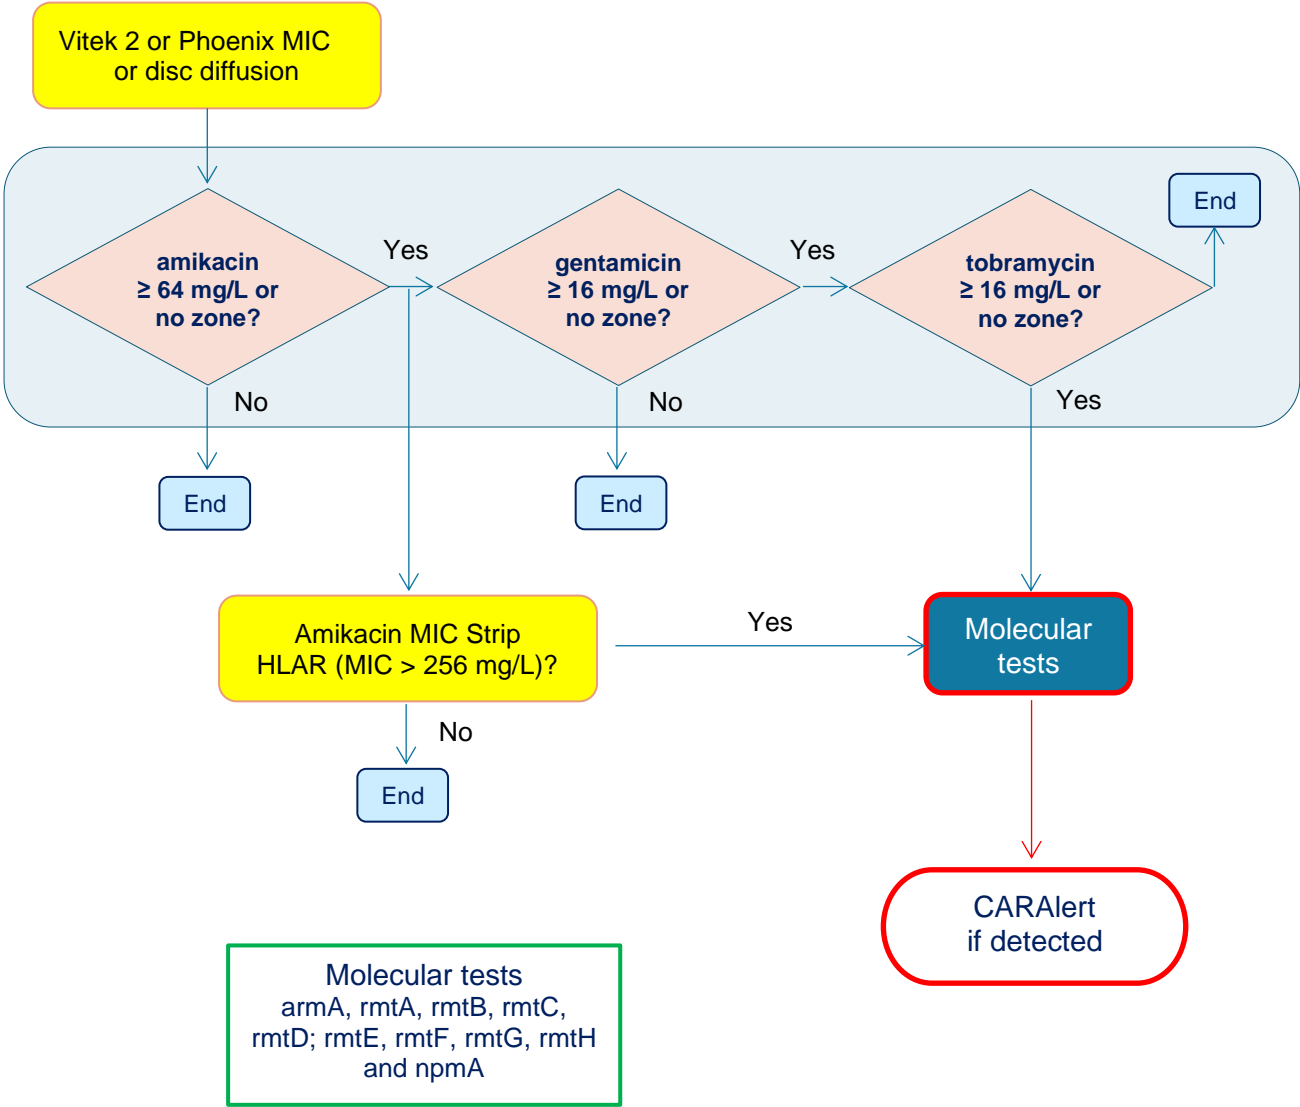 Vitek 2 or Phoenix MIC
or disc diffusion
End
amikacin
≥ 64 mg/L or
no zone?
Yes
gentamicin
≥ 16 mg/L or
no zone?
Yes
tobramycin
≥ 16 mg/L or
no zone?
No
No
Yes
End
End
Amikacin MIC Strip
HLAR (MIC > 256 mg/L)?
Yes
Molecular
tests
No
End
CARAlert
if detected
Molecular tests
armA, rmtA, rmtB, rmtC,
rmtD; rmtE, rmtF, rmtG, rmtH
and npmA